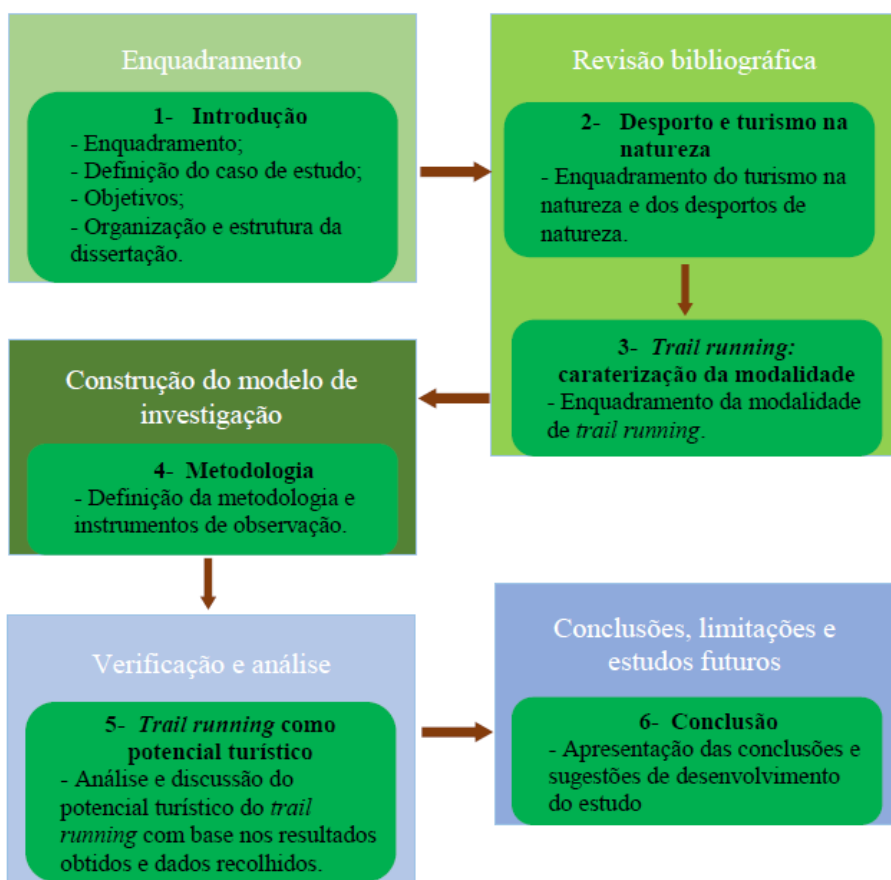 Enquadramento
1- Introdução
- Enquadramento;
- Definição do caso de estudo;
- Objetivos;
- Organização e estrutura da
dissertação.
Revisão bibliográfica
2- Desporto e turismo na
natureza
- Enquadramento do turismo na
natureza e dos desportos de
natureza.
3- Trail running:
caraterização da modalidade
- Enquadramento da modalidade
de trail running.
Construção do modelo de
investigação
4- Metodologia
- Definição da metodologia e
instrumentos de observação.
Verificação e análise
5- Trail running como
potencial turístico
- Análise e discussão do
potencial turístico do trail
running com base nos resultados
obtidos e dados recolhidos.
Conclusões, limitações e
estudos futuros
6- Conclusão
- Apresentação das conclusões e
sugestões de desenvolvimento
do estudo